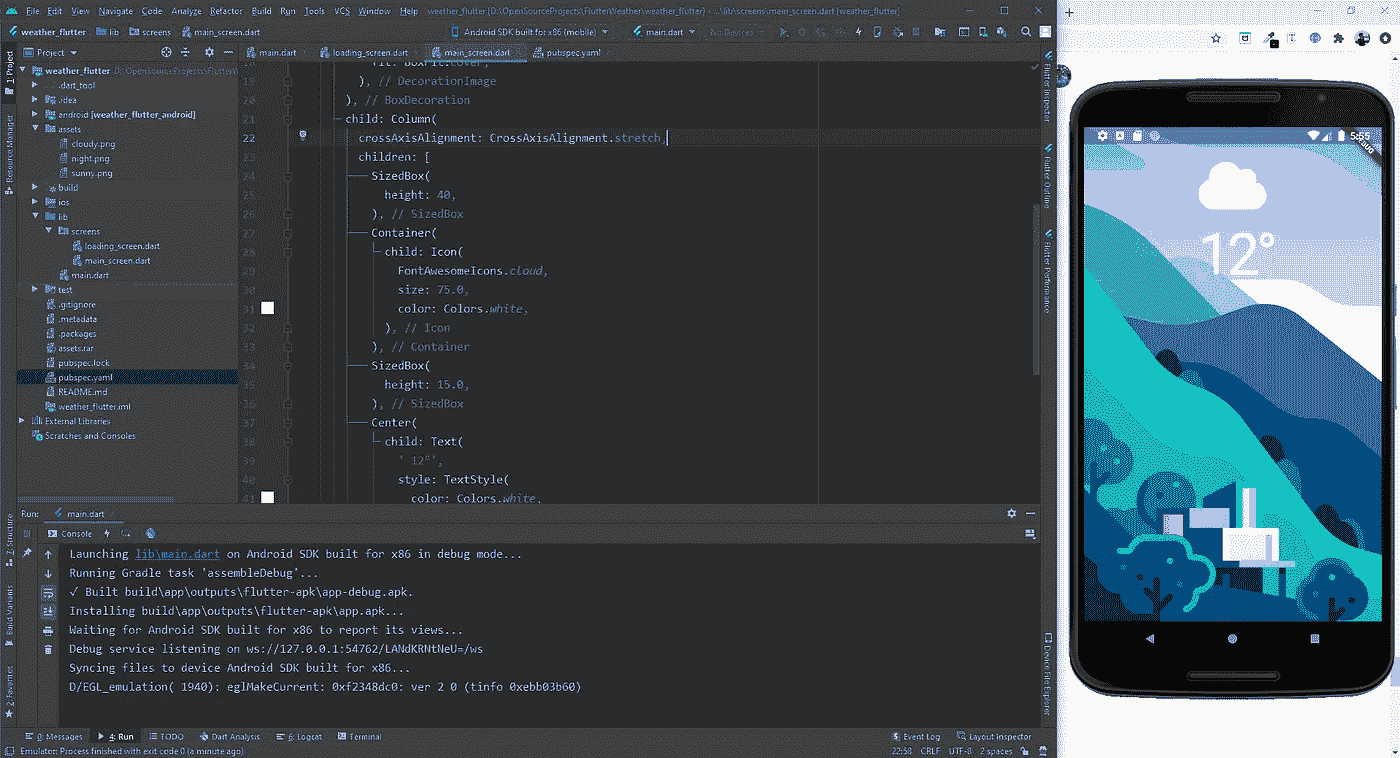 File Edit View Navigate Code Analyze Refactor Build Run Tools VCS Window Help weather_flutter [D:\OpenSourceProjects\FlutterWeather\weather_flutter] - ...\lib\screens\main_screen.dart [weather_flutter]
weather_flutter lib screens main_screen.dart Android SDK built for x86 (mobile) main.dart No Devices
Project main.dart loading_screen.dart main_screen.dart pubspec.yaml
weather_flutter D:\OpenSourceProjects\Flutter
.dart_tool
.idea
android [weather_flutter_android]
assets
cloudy.png
night.png
sunny.png
build
ios
lib
screens
loading_screen.dart
main_screen.dart
main.dart
test
.gitignore
.metadata
.packages
assets.rar
pubspec.lock
pubspec.yaml
README.md
weather_flutter.iml
External Libraries
Scratches and Consoles
1: Project
Resource Manager
2: Structure
Build Variants
2: Favorites
fit: BoxFit.cover,
19 ), // DecorationImage
20 ), // BoxDecoration
21 child: Column(
22 crossAxisAlignment: CrossAxisAlignment.stretch,
23 children: [
24 SizedBox(
25 height: 40,
26 ), // SizedBox
27 Container(
28 child: Icon(
29 FontAwesomeIcons.cloud,
30 size: 75.0,
31 color: Colors.white,
32 ), // Icon
33 ), // Container
34 SizedBox(
35 height: 15.0,
36 ), // SizedBox
37 Center(
38 child: Text(
39 ' 12°',
40 style: TextStyle(
41 color: Colors.white,
Flutter Inspector
Flutter Outline
Flutter Performance
Device File Explorer
5:55
12°
Run: main.dart
Console
Launching lib\main.dart on Android SDK built for x86 in debug mode...
Running Gradle task 'assembleDebug'...
✓ Built build\app\outputs\flutter-apk\app-debug.apk.
Installing build\app\outputs\flutter-apk\app.apk...
Waiting for Android SDK built for x86 to report its views...
Debug service listening on ws://127.0.0.1:54762/LANdKRNtNeU=/ws
Syncing files to device Android SDK built for x86...
D/EGL_emulation( 1940): eglMakeCurrent: 0xf2348dc0: ver 2 0 (tinfo 0xebb03b60)
0: Messages 4: Run TODO Dart Analysis 6: Logcat Terminal Event Log Layout Inspector
Emulator: Process finished with exit code 0 (a minute ago) 22:58 CRLF UTF-8 2 spaces